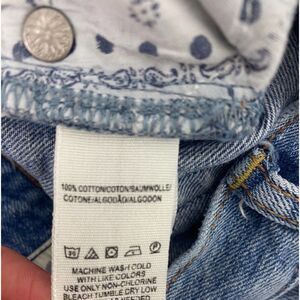 100% COTTON/COTON/BAUMWOLLE/
COTONE/ALGODÃO/ALGODÓN
MACHINE WASH COLD
WITH LIKE COLORS
USE ONLY NON-CHLORINE
BLEACH TUMBLE DRY LOW